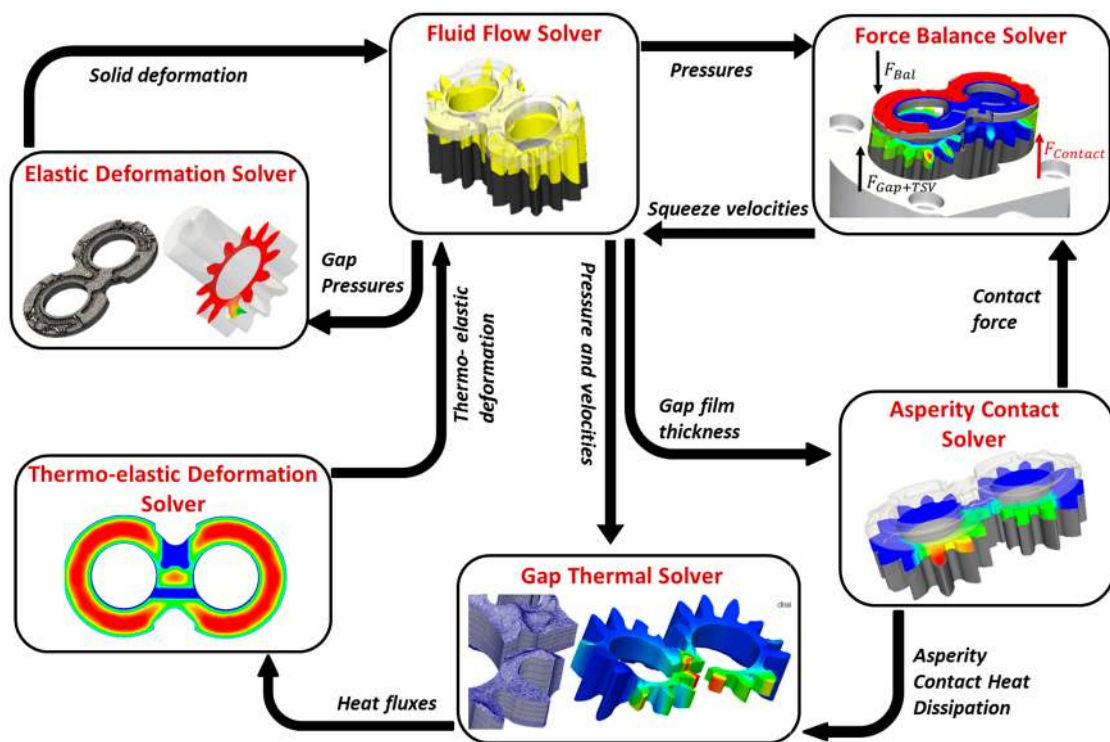 Fluid Flow Solver
Force Balance Solver
Solid deformation
Pressures
F_Bal
F_Contact
F_Gap+TSV
Elastic Deformation Solver
Squeeze velocities
Gap
Pressures
Thermo- elastic
deformation
Pressure and velocities
Contact
force
Gap film
thickness
Asperity Contact
Solver
Thermo-elastic Deformation
Solver
Gap Thermal Solver
Heat fluxes
Asperity
Contact Heat
Dissipation